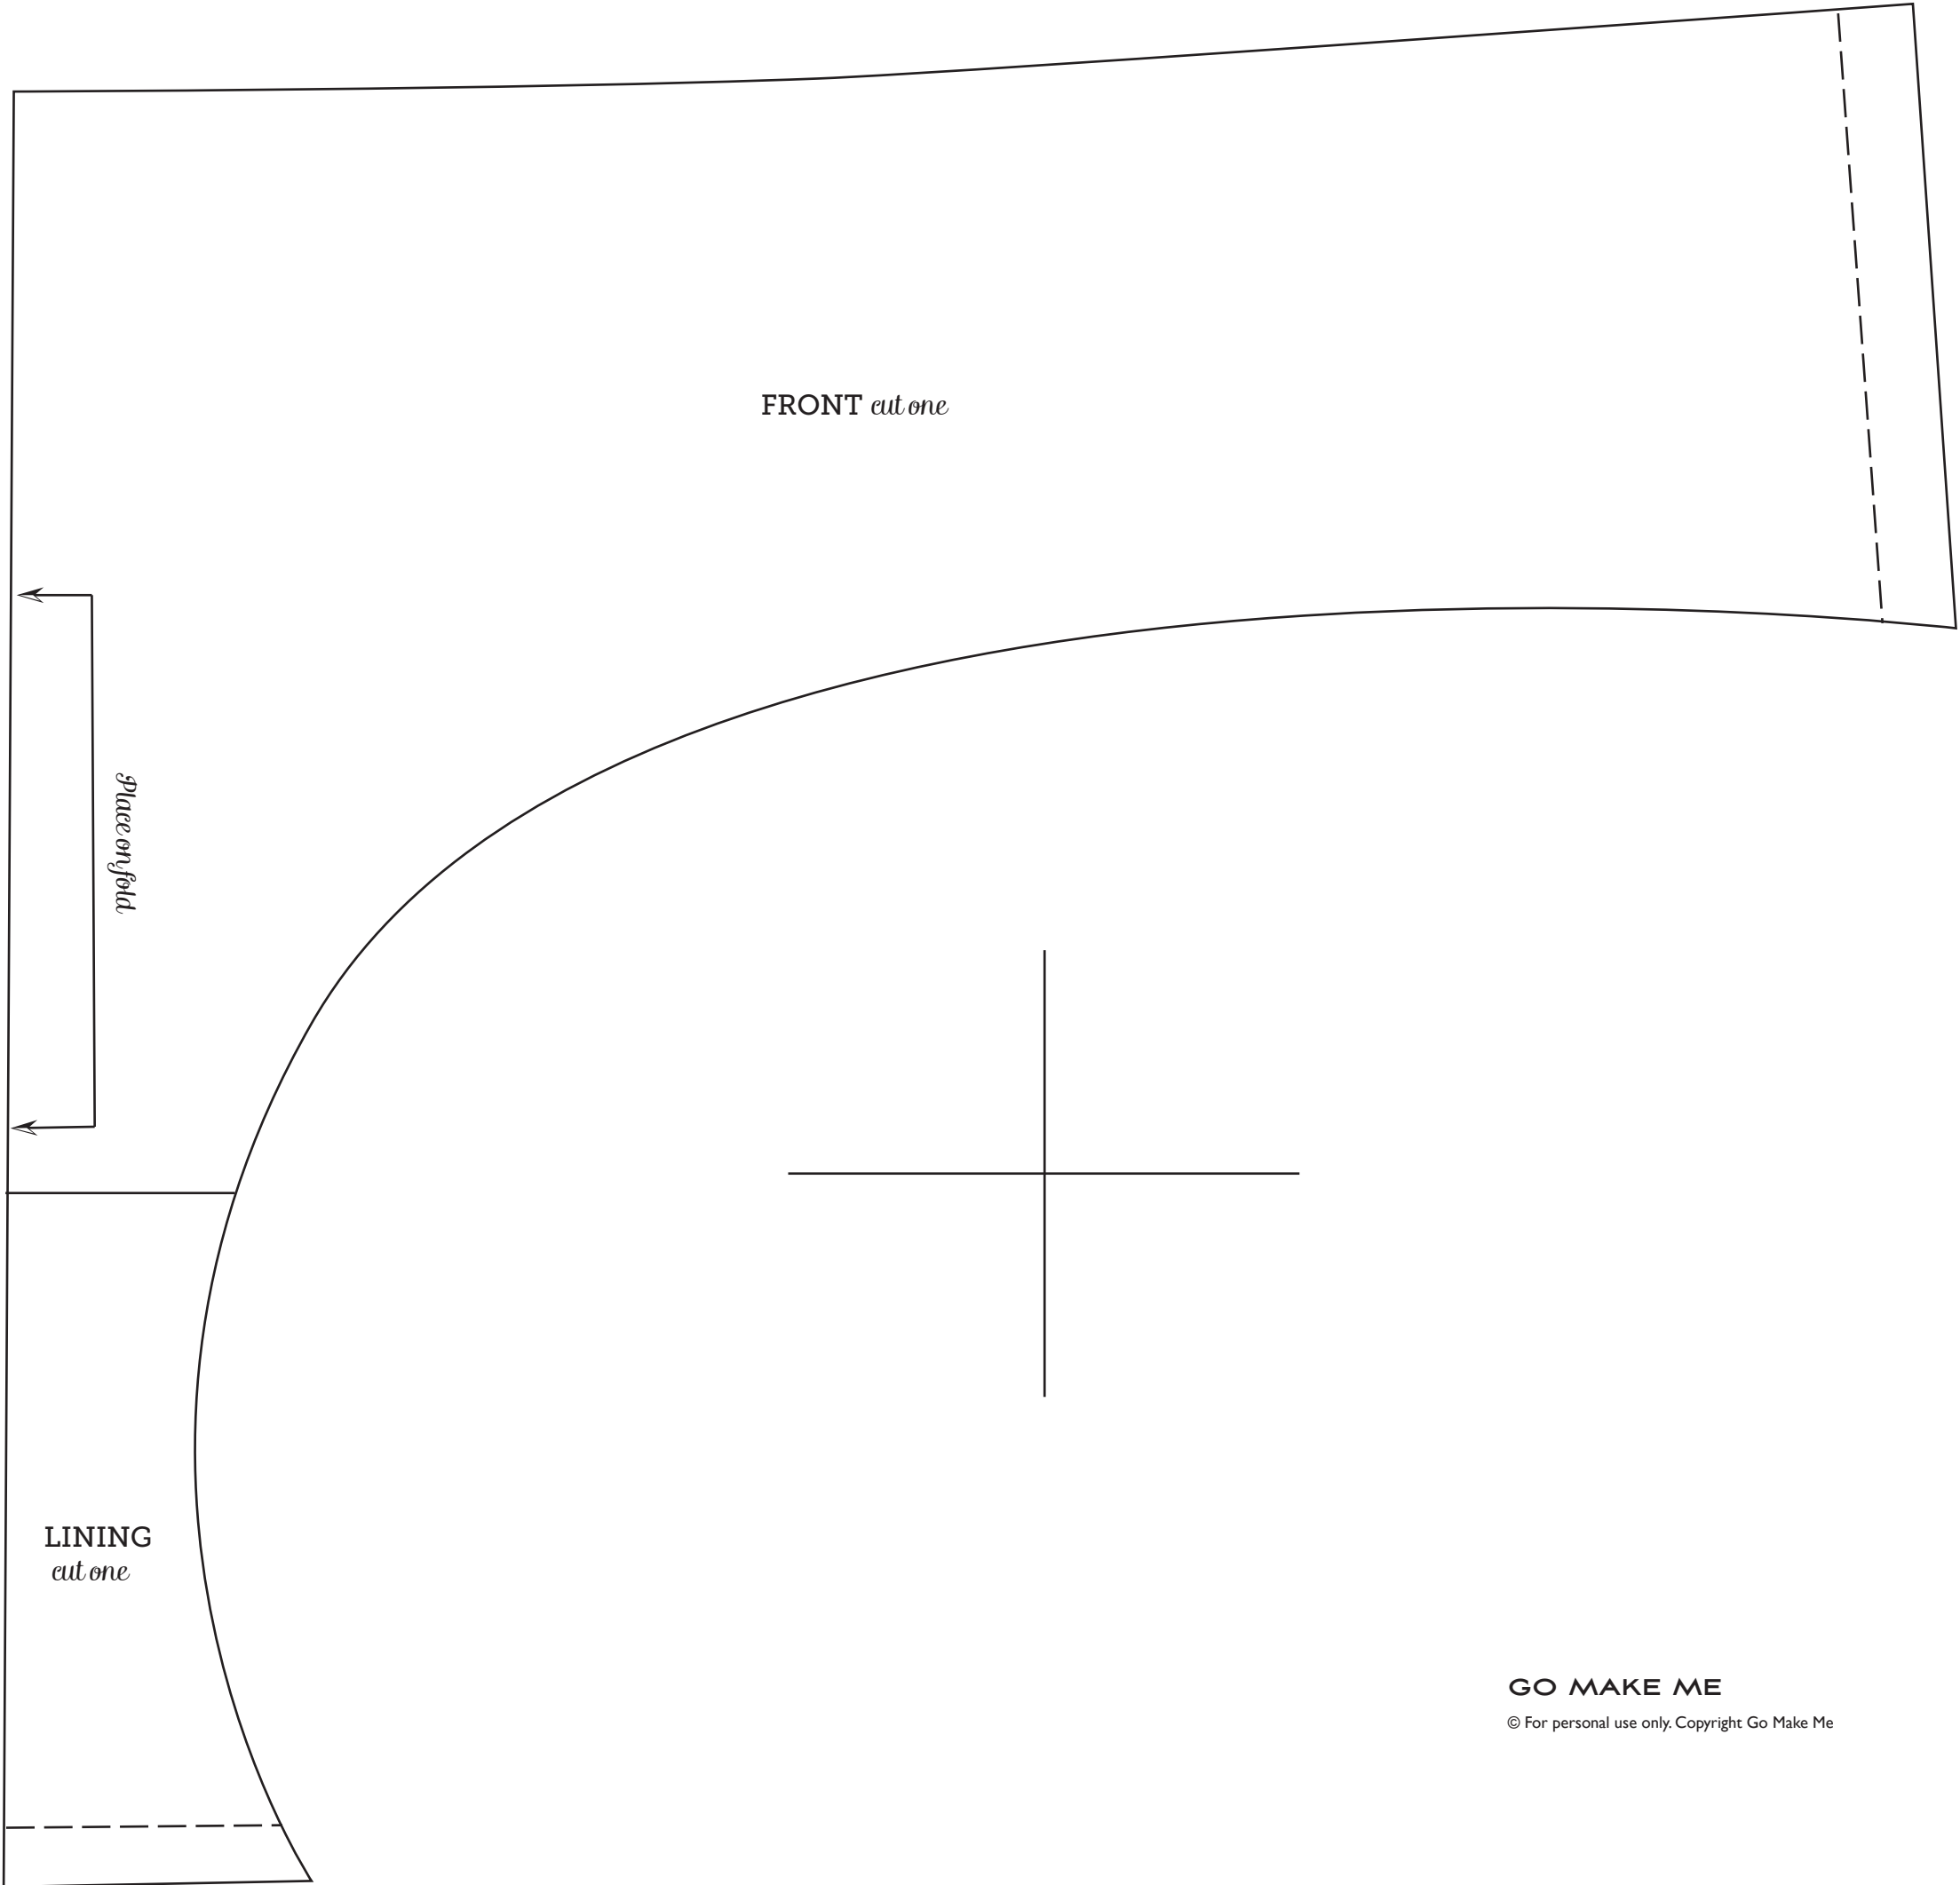 FRONT cut one
Place on fold
LINING
cut one
GO MAKE ME
© For personal use only. Copyright Go Make Me